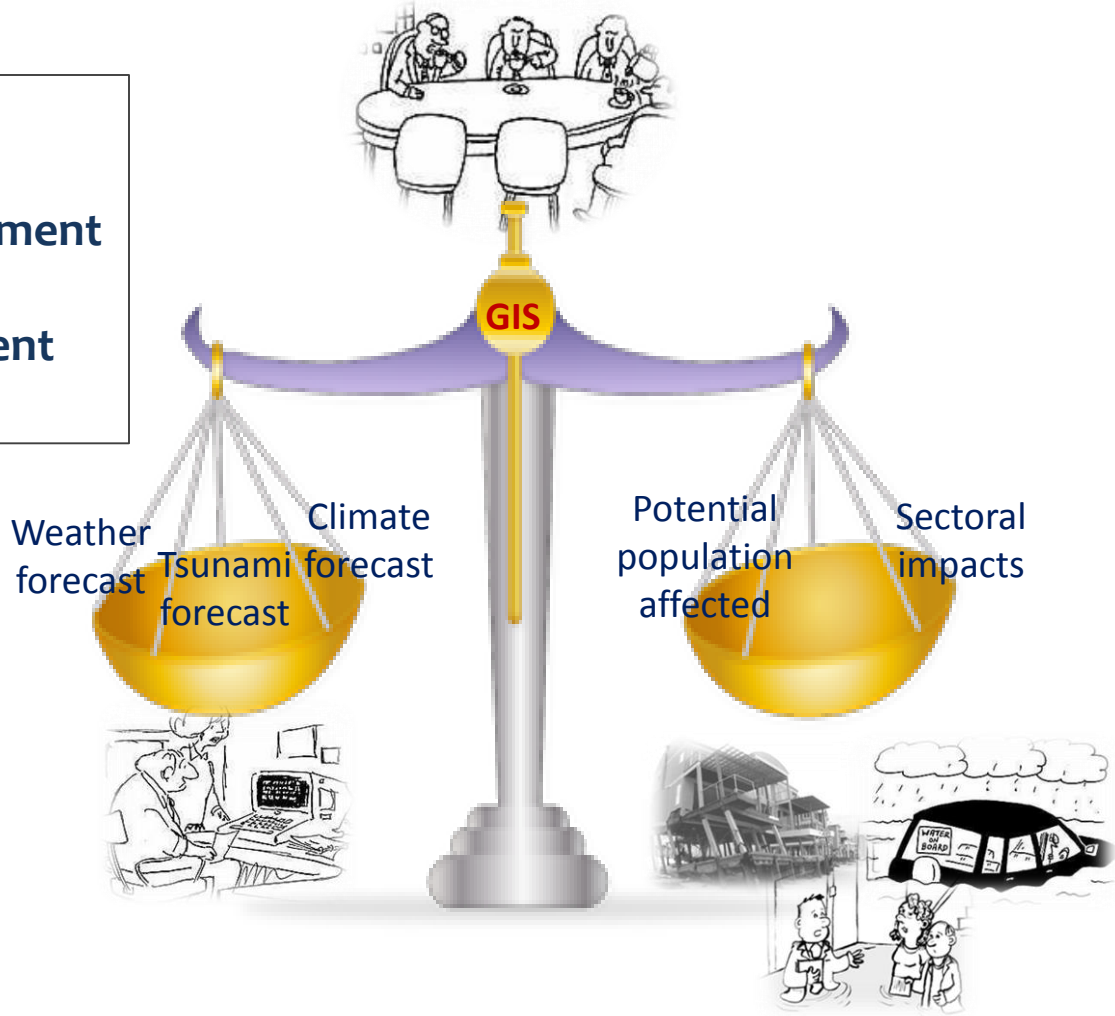 ment
ent
GIS
Weather
forecast
Tsunami
forecast
Climate
forecast
Potential
population
affected
Sectoral
impacts
WATER
ON
BOARD